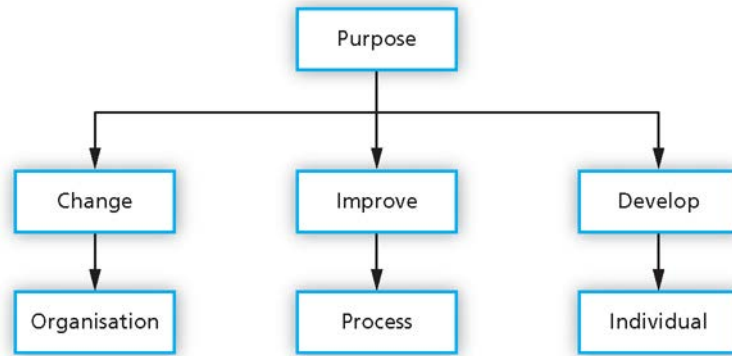 Purpose
Change
Improve
Develop
Organisation
Process
Individual